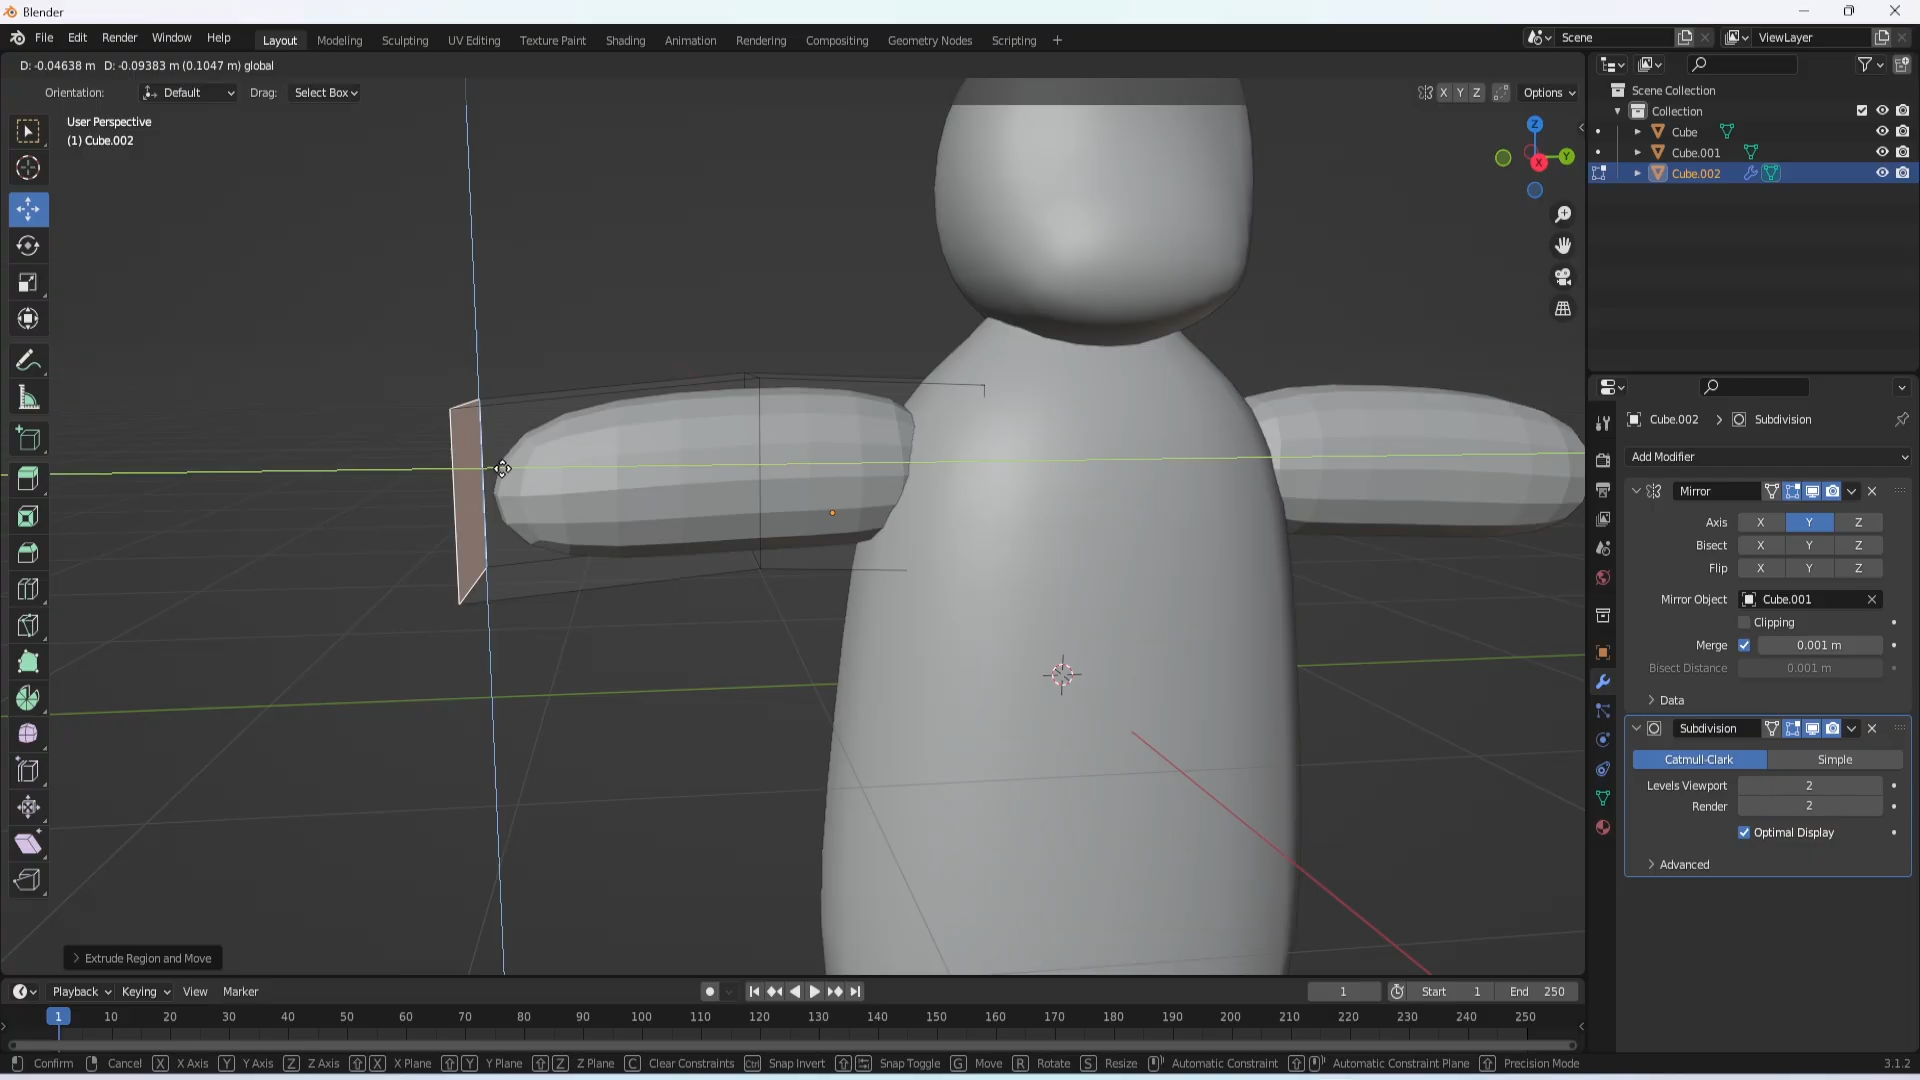 Blender
File Edit Render Window Help Layout Modeling Sculpting UV Editing Texture Paint Shading Animation Rendering Compositing Geometry Nodes Scripting + Scene ViewLayer
D: -0.04638 m D: -0.09383 m (0.1047 m) global
Orientation: Default Drag: Select Box X Y Z Options
User Perspective
(1) Cube.002
Z
Y
X
Scene Collection
Collection
Cube
Cube.001
Cube.002
Cube.002 > Subdivision
Add Modifier
Mirror
Axis X Y Z
Bisect X Y Z
Flip X Y Z
Mirror Object Cube.001
Clipping
Merge 0.001 m
Bisect Distance 0.001 m
Data
Subdivision
Catmull-Clark Simple
Levels Viewport 2
Render 2
Optimal Display
Advanced
Extrude Region and Move
Playback Keying View Marker 1 Start 1 End 250
1 10 20 30 40 50 60 70 80 90 100 110 120 130 140 150 160 170 180 190 200 210 220 230 240 250
Confirm Cancel X X Axis Y Y Axis Z Z Axis X X Plane Y Y Plane Z Z Plane C Clear Constraints Ctrl Snap Invert Snap Toggle G Move R Rotate S Resize Automatic Constraint Automatic Constraint Plane Precision Mode 3.1.2